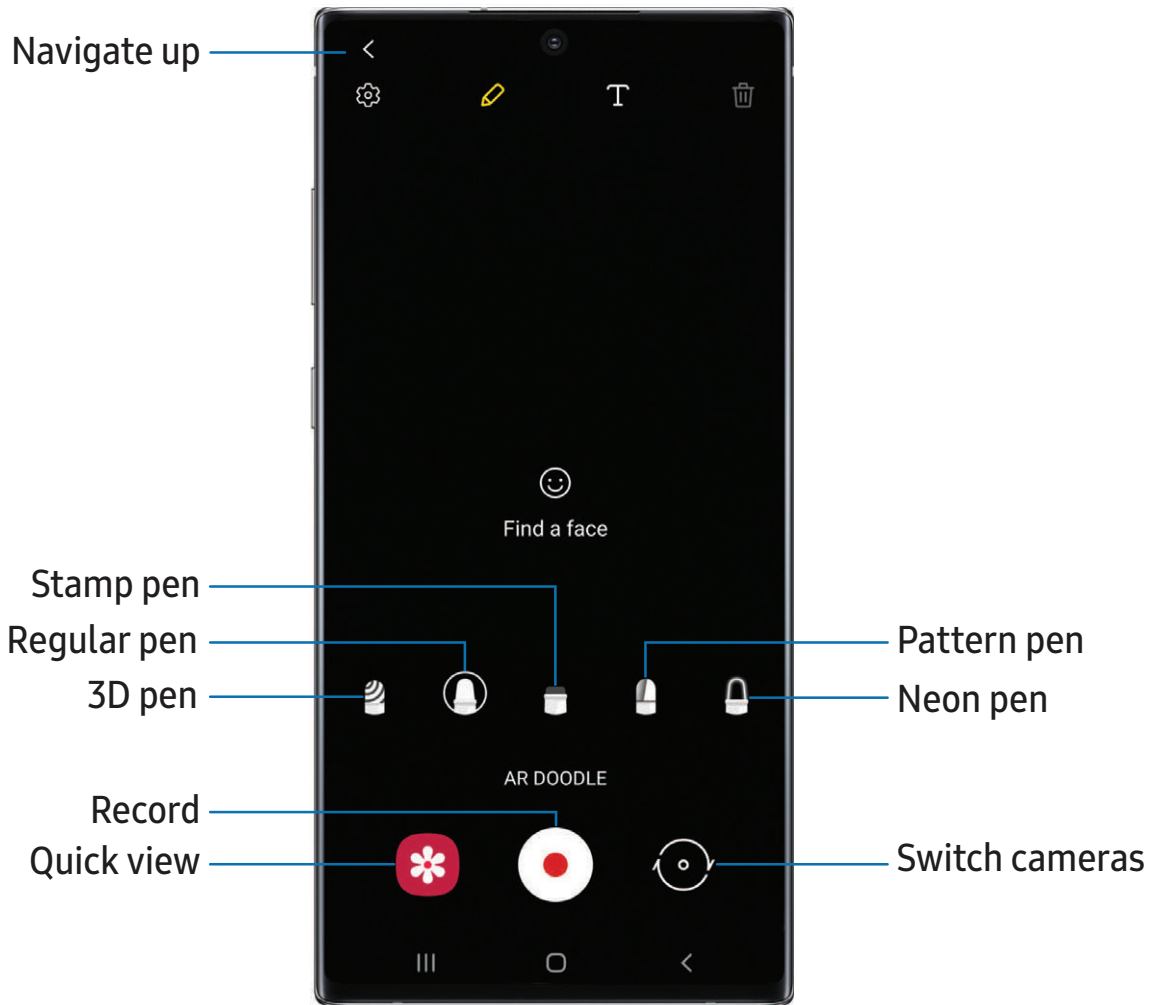 Navigate up
T
Find a face
Stamp pen
Regular pen
3D pen
Pattern pen
Neon pen
AR DOODLE
Record
Quick view
Switch cameras